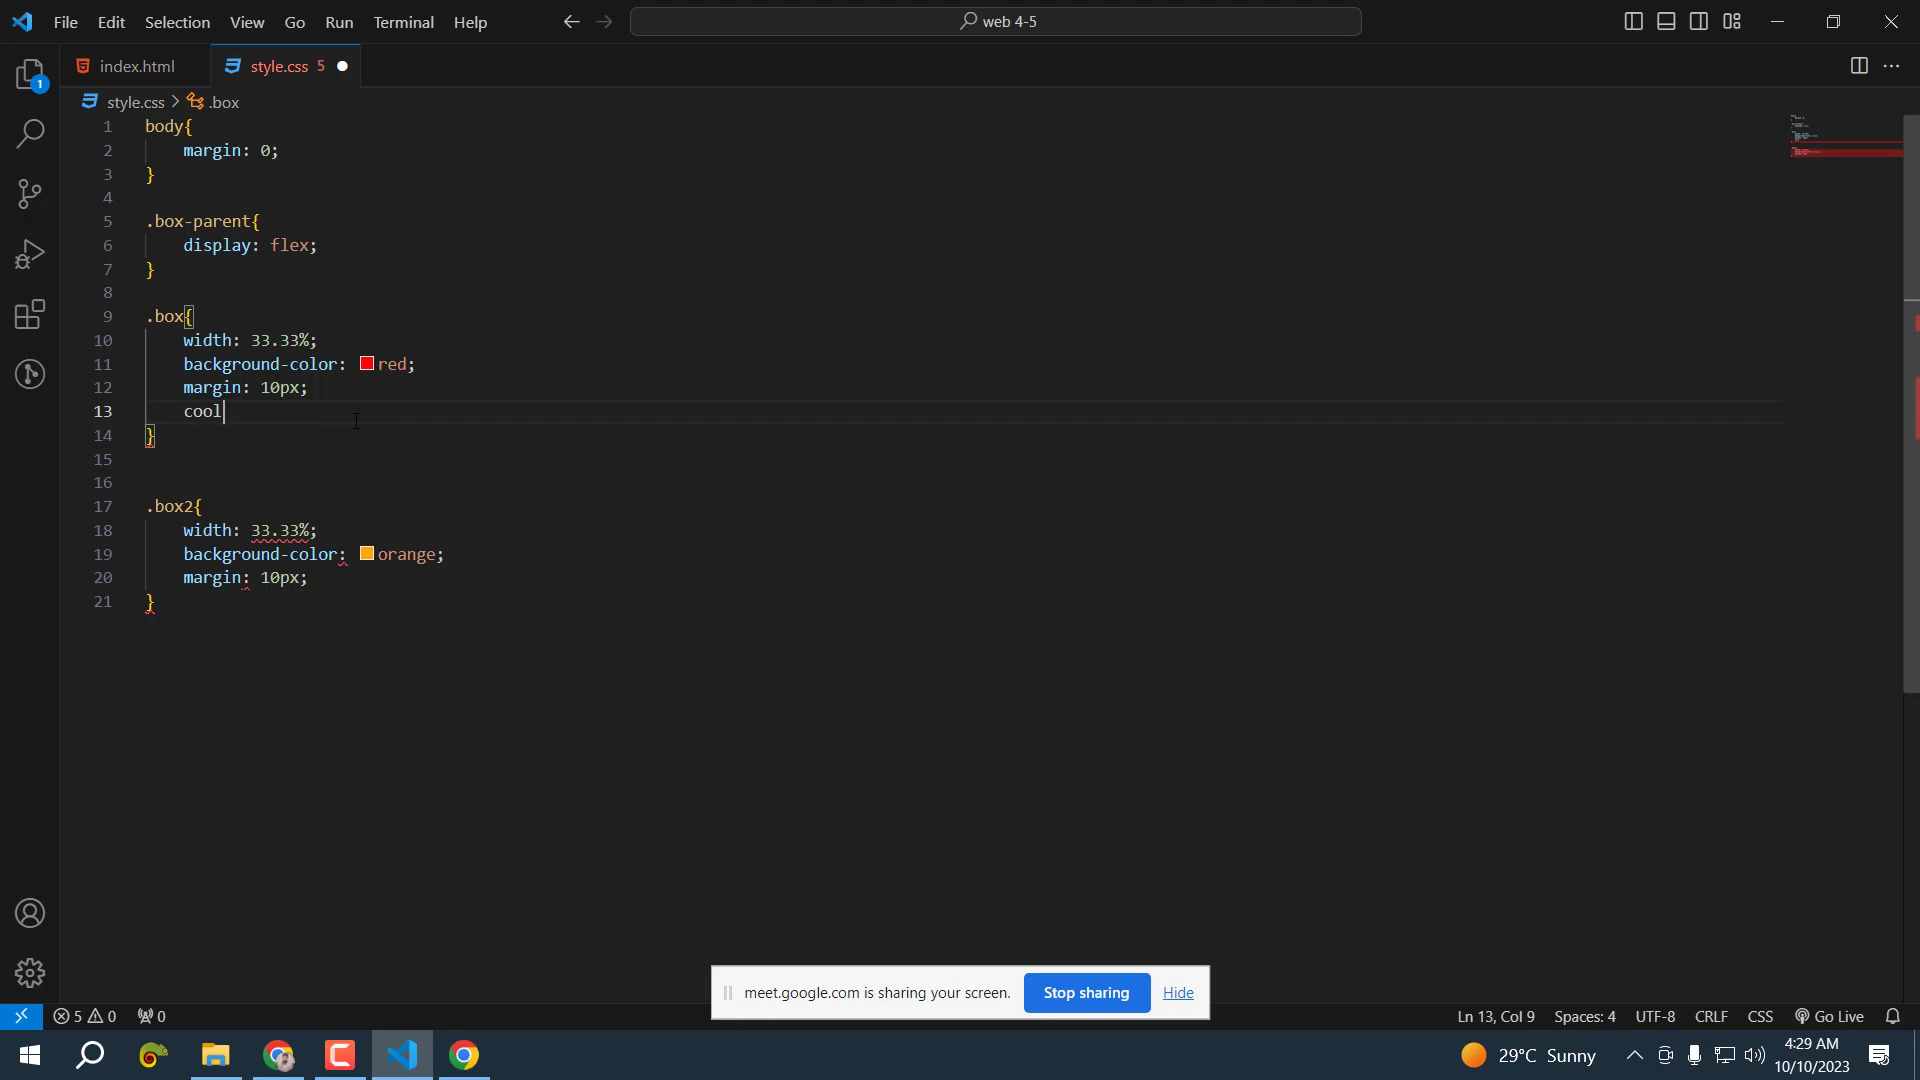 File Edit Selection View Go Run Terminal Help
web 4-5
index.html style.css 5
style.css > .box
1 body{
2 margin: 0;
3 }
4
5 .box-parent{
6 display: flex;
7 }
8
9 .box{
10 width: 33.33%;
11 background-color: red;
12 margin: 10px;
13 cool
14 }
15
16
17 .box2{
18 width: 33.33%;
19 background-color: orange;
20 margin: 10px;
21 }
1
meet.google.com is sharing your screen. Stop sharing Hide
5 0 0 Ln 13, Col 9 Spaces: 4 UTF-8 CRLF CSS Go Live
29°C Sunny
4:29 AM
10/10/2023